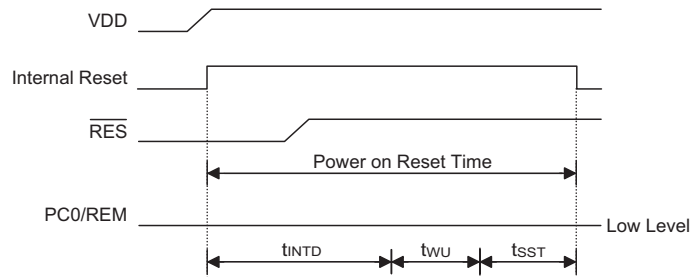 VDD
Internal Reset
RES
Power on Reset Time
PC0/REM
Low Level
tINTD
tWU
tSST